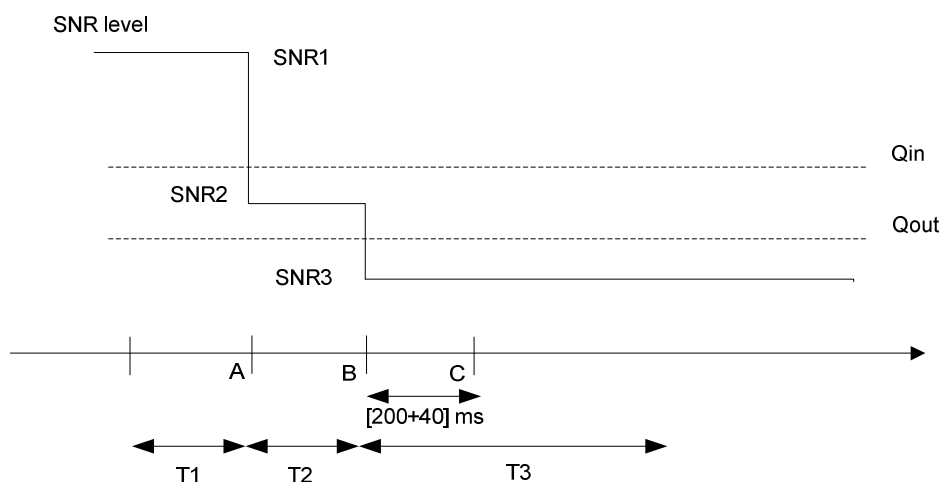 SNR level
SNR1
Qin
SNR2
Qout
SNR3
A
B
C
[200+40] ms
T1
T2
T3